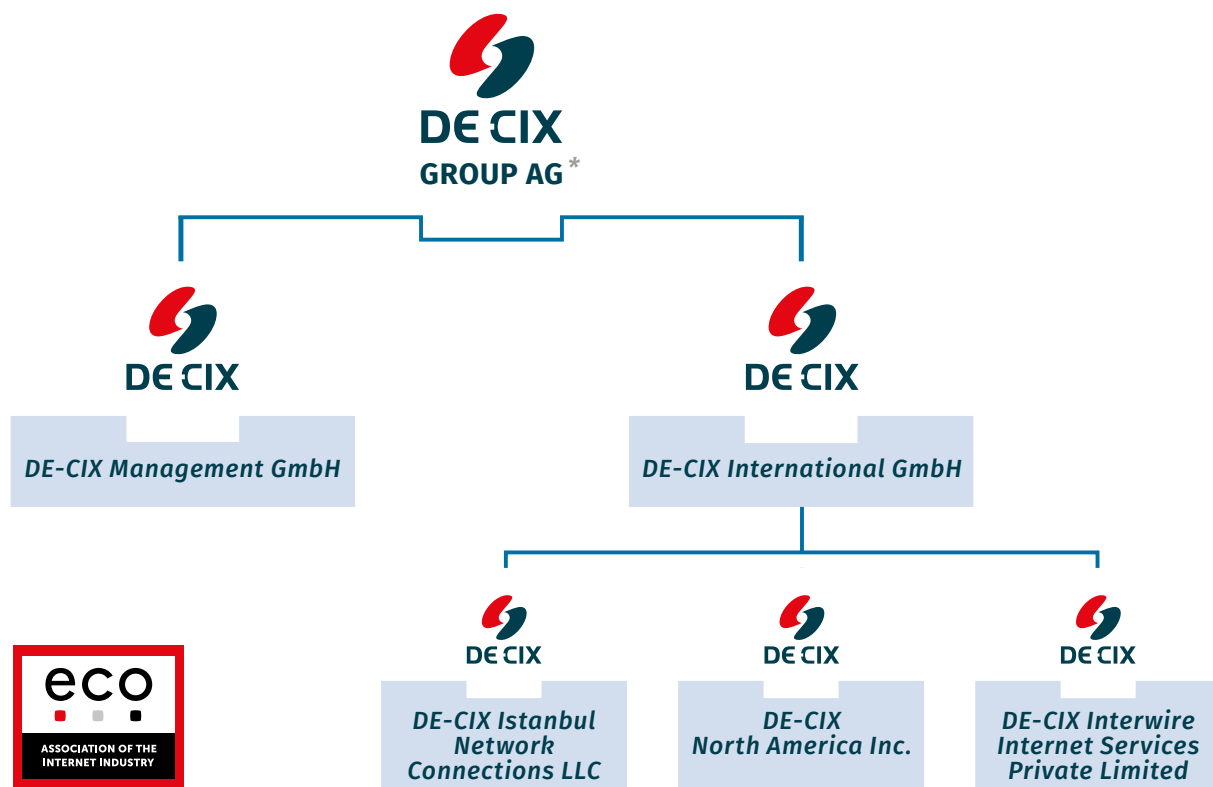 DE CIX
GROUP AG *
DE CIX
DE CIX
DE-CIX Management GmbH
DE-CIX International GmbH
DE CIX
DE CIX
DE CIX
DE-CIX Istanbul
Network
Connections LLC
DE-CIX
North America Inc.
DE-CIX Interwire
Internet Services
Private Limited
eco
ASSOCIATION OF THE
INTERNET INDUSTRY